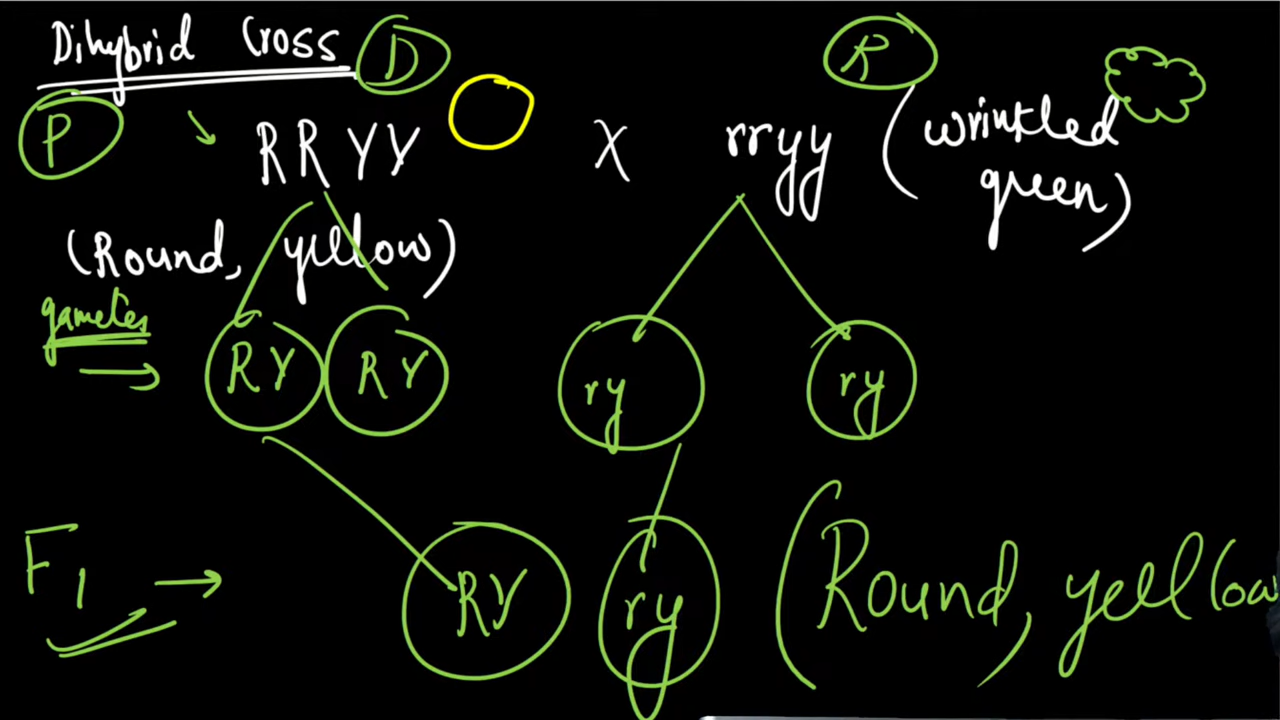 Dihybrid Cross D R
P RRYY X rryy (wrinkled
green)
(Round, yellow)
gametes
RY RY ry ry
F1 RY ry (Round, yellow